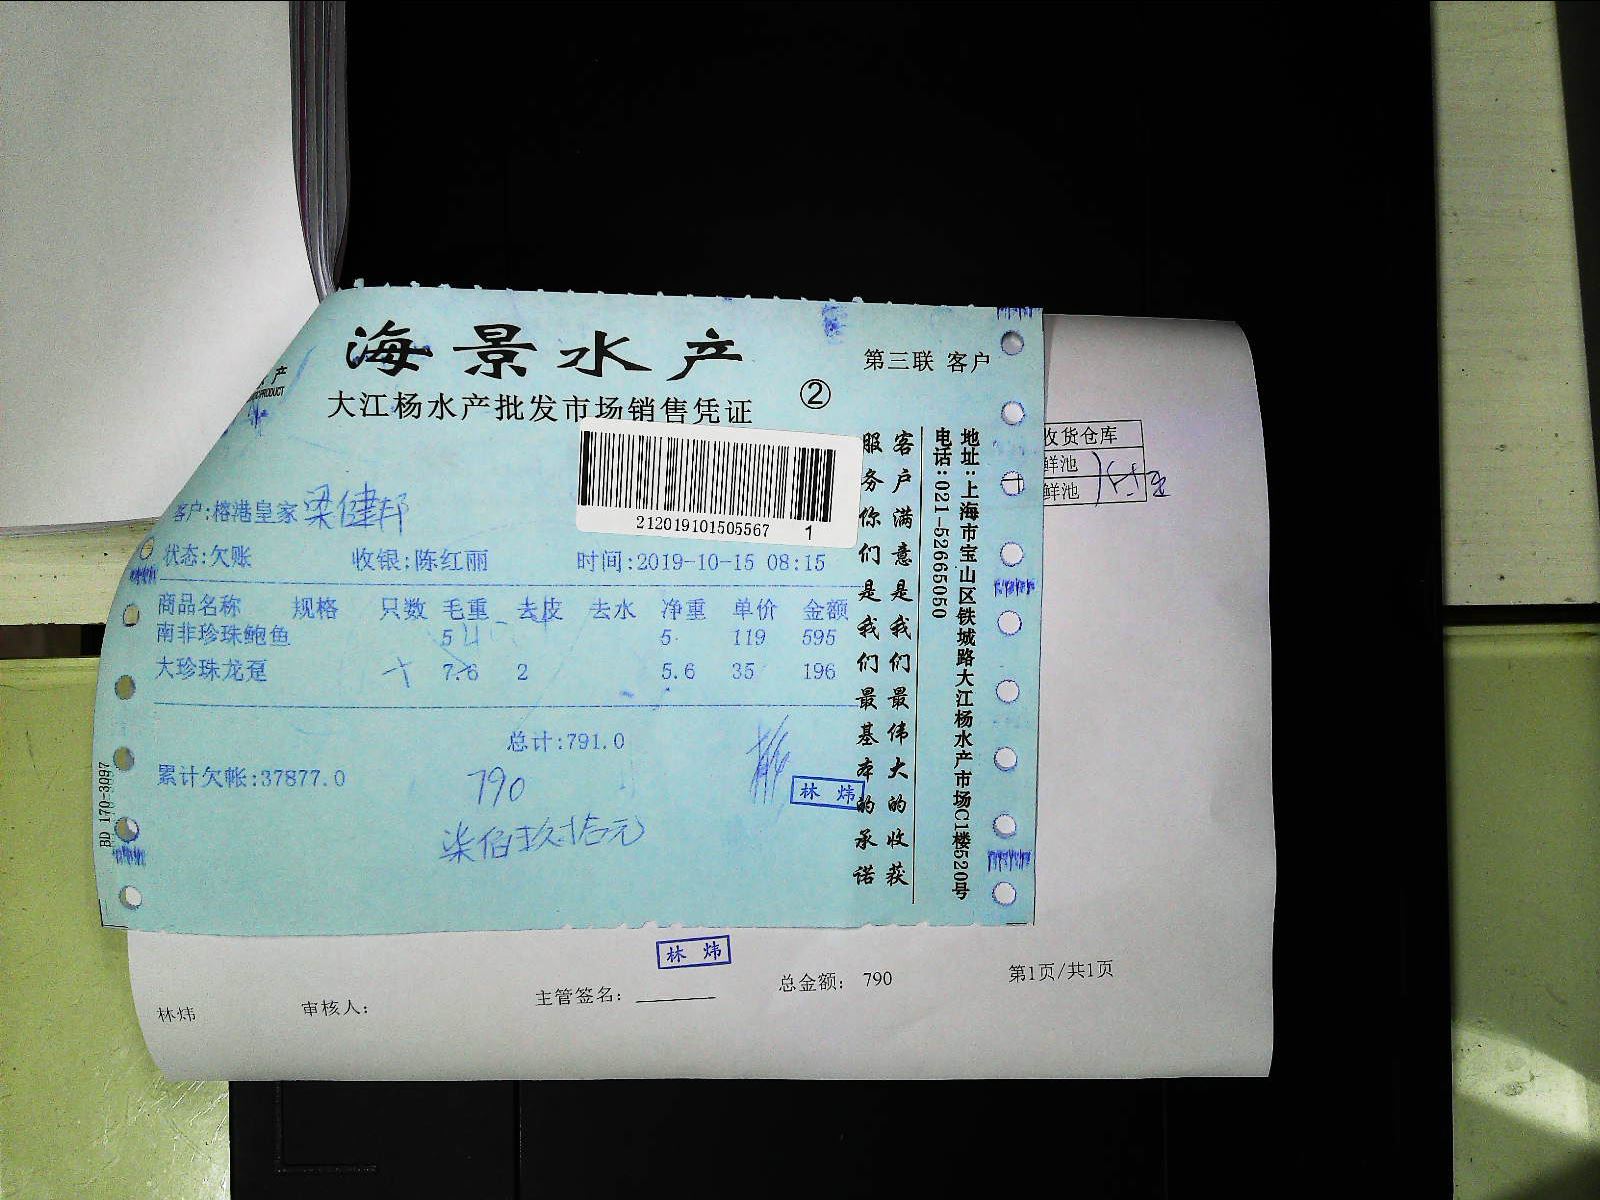 海景水产
第三联 客户
大江杨水产批发市场销售凭证
②
212019101505567 1
客户:榕港皇家 梁健邦
状态:欠账 收银:陈红丽 时间:2019-10-15 08:15
商品名称 规格 只数 毛重 去皮 去水 净重 单价 金额
南非珍珠鲍鱼 5 5 119 595
大珍珠龙趸 7.6 2 5.6 35 196
总计:791.0
累计欠帐:37877.0
790
林 炜
柒佰玖拾元
客户满意是我们最伟大的收获
服务你们是我们最基本的承诺
地址:上海市宝山区铁城路大江杨水产市场C1楼520号
电话:021-52665050
BD 170-3097
产
收货仓库
鲜池
鲜池
林 炜
林炜 审核人: 主管签名: 总金额: 790 第1页/共1页